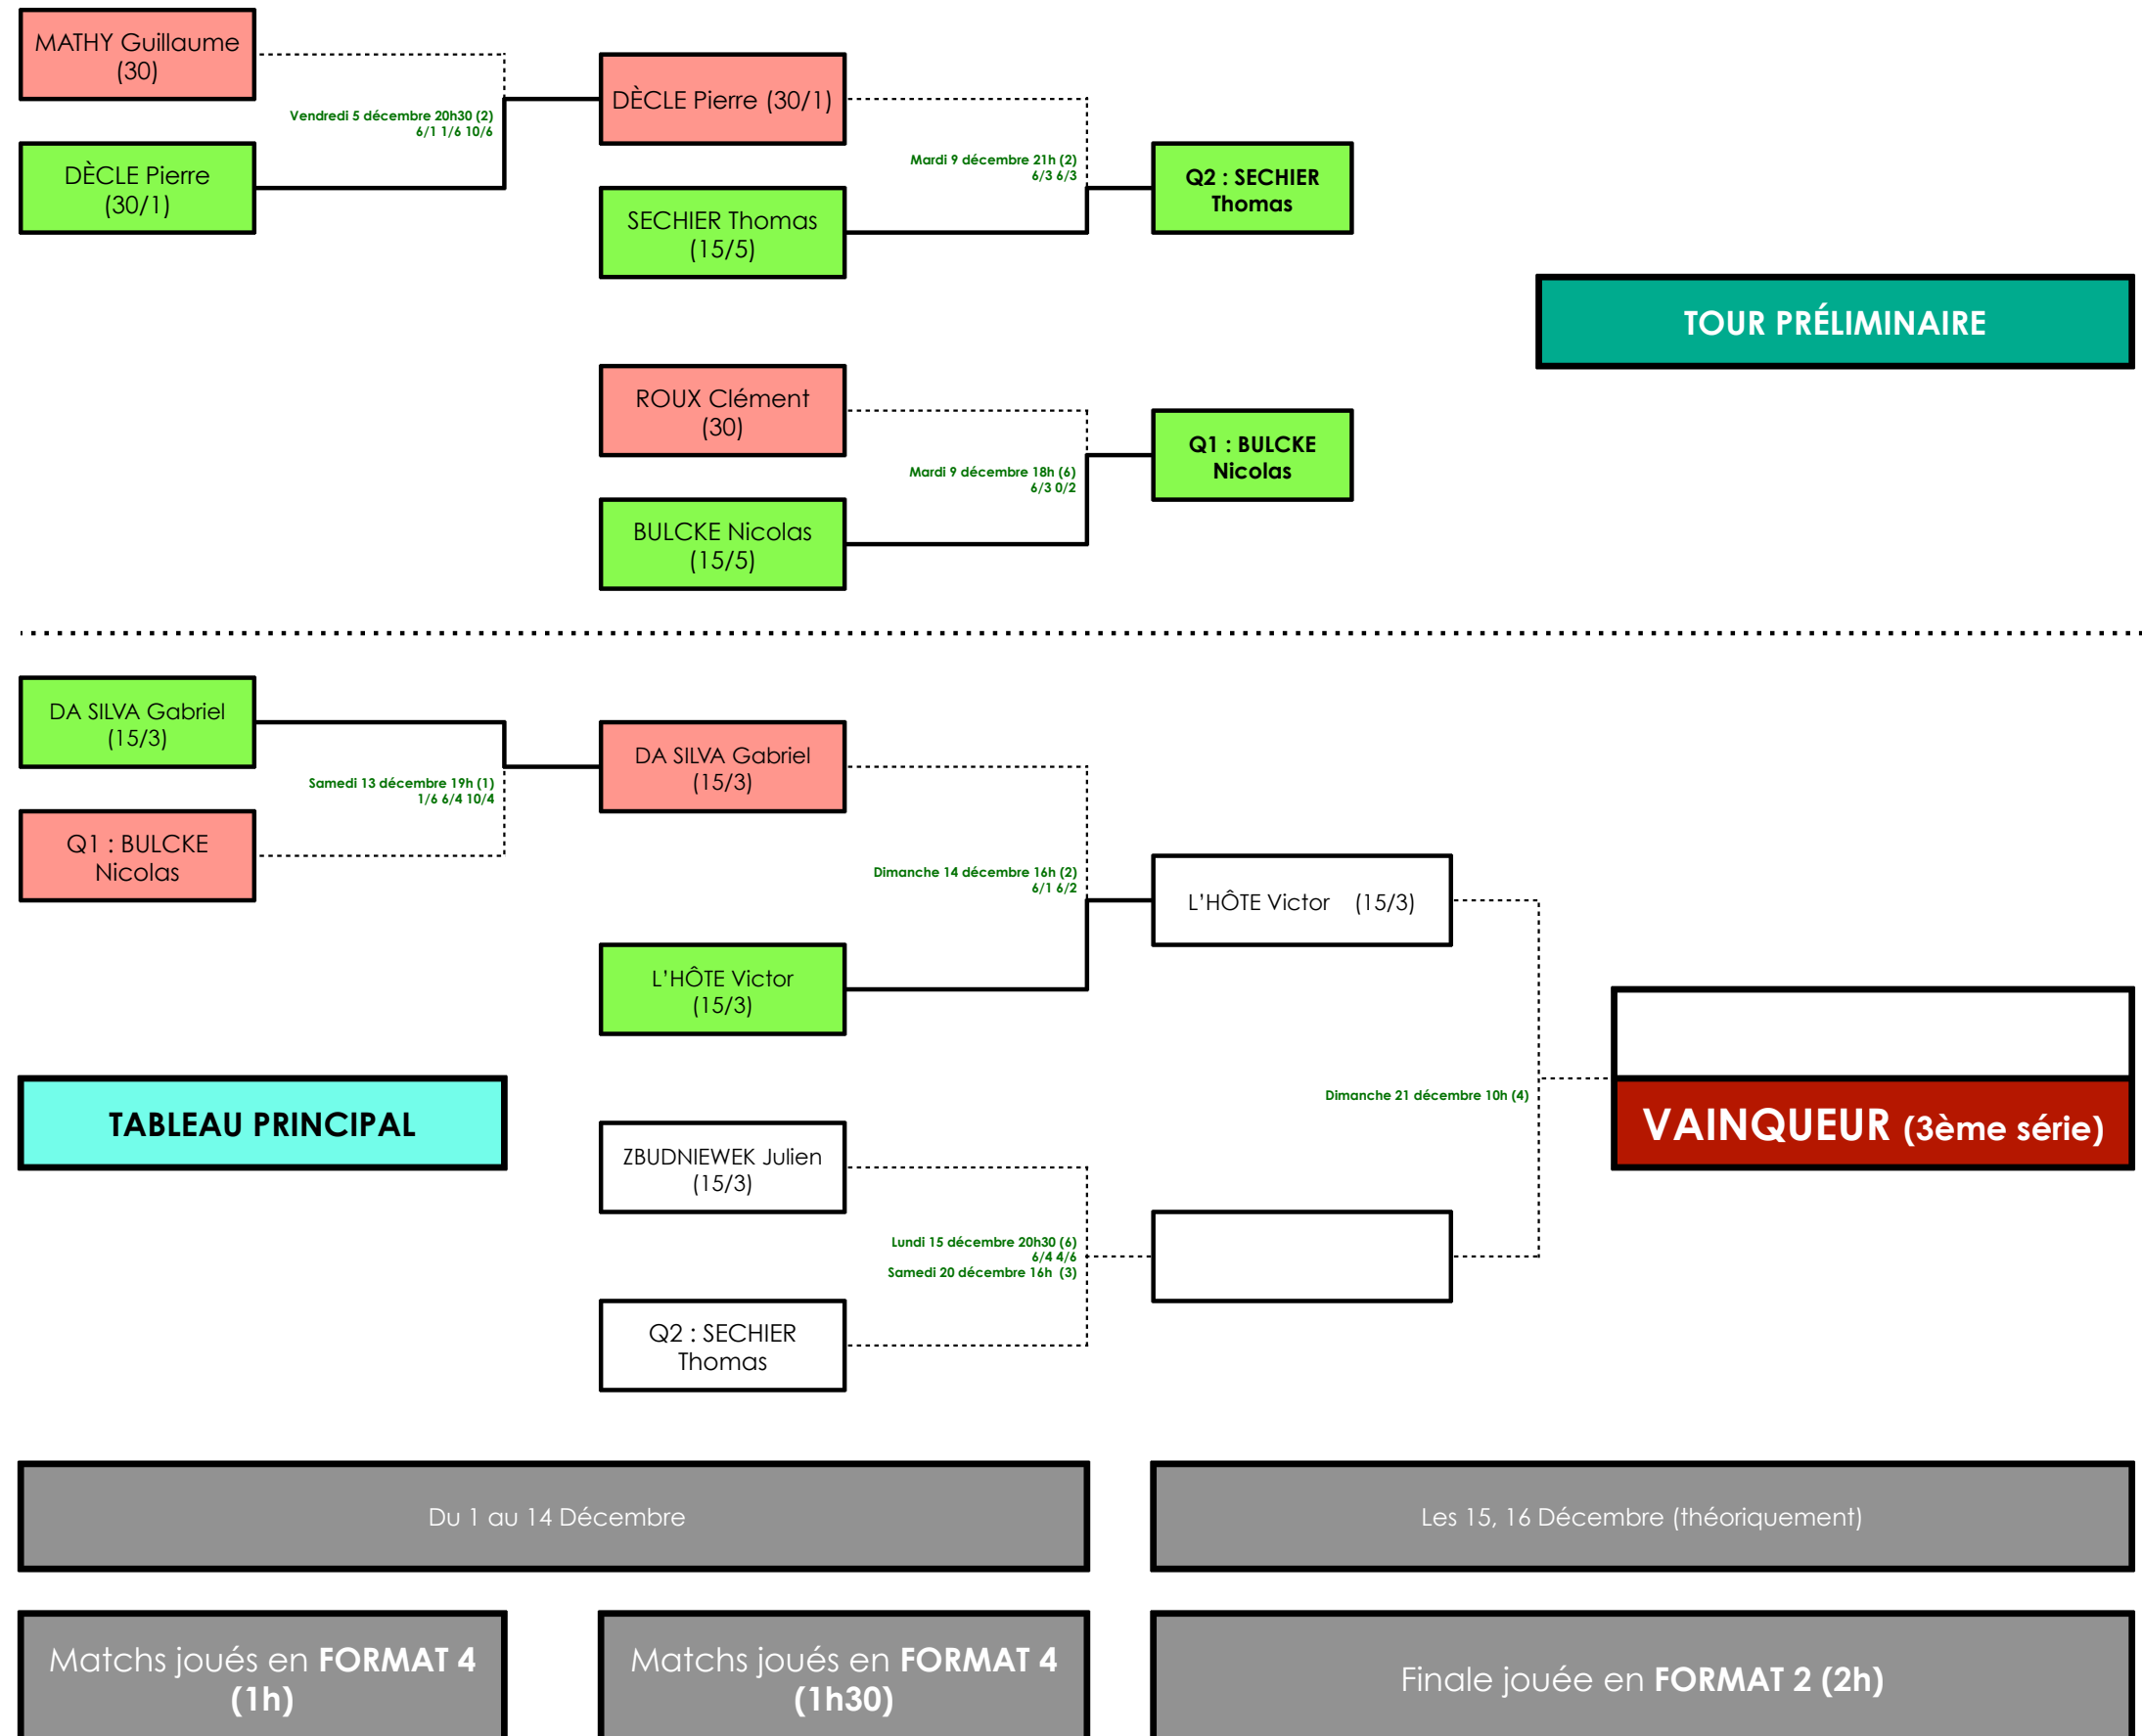 MATHY Guillaume
(30)
Vendredi 5 décembre 20h30 (2)
6/1 1/6 10/6
DÈCLE Pierre
(30/1)
DÈCLE Pierre (30/1)
Mardi 9 décembre 21h (2)
6/3 6/3
SECHIER Thomas
(15/5)
Q2 : SECHIER
Thomas
TOUR PRÉLIMINAIRE
ROUX Clément
(30)
Mardi 9 décembre 18h (6)
6/3 0/2
BULCKE Nicolas
(15/5)
Q1 : BULCKE
Nicolas
DA SILVA Gabriel
(15/3)
Samedi 13 décembre 19h (1)
1/6 6/4 10/4
Q1 : BULCKE
Nicolas
DA SILVA Gabriel
(15/3)
Dimanche 14 décembre 16h (2)
6/1 6/2
L'HÔTE Victor
(15/3)
L'HÔTE Victor (15/3)
TABLEAU PRINCIPAL
Dimanche 21 décembre 10h (4)
VAINQUEUR (3ème série)
ZBUDNIEWEK Julien
(15/3)
Lundi 15 décembre 20h30 (6)
6/4 4/6
Samedi 20 décembre 16h (3)
Q2 : SECHIER
Thomas
Du 1 au 14 Décembre
Les 15, 16 Décembre (théoriquement)
Matchs joués en FORMAT 4
(1h)
Matchs joués en FORMAT 4
(1h30)
Finale jouée en FORMAT 2 (2h)